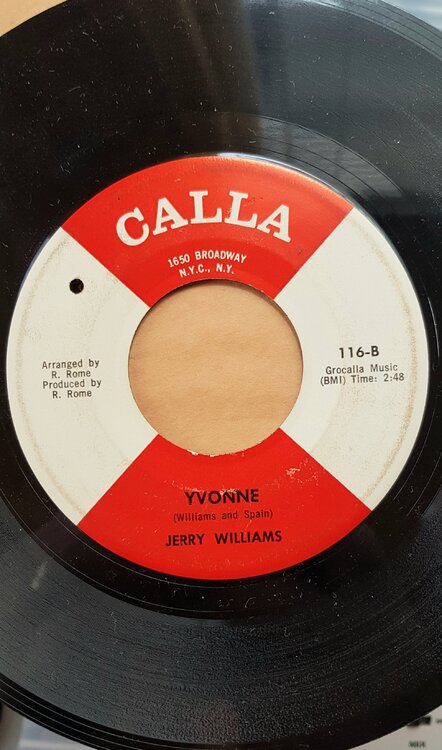 CALLA
1650 BROADWAY
N.Y.C., N.Y.
Arranged by
R. Rome
Produced by
R. Rome
116-B
Grocalla Music
(BMI) Time: 2:48
YVONNE
(Williams and Spain)
JERRY WILLIAMS